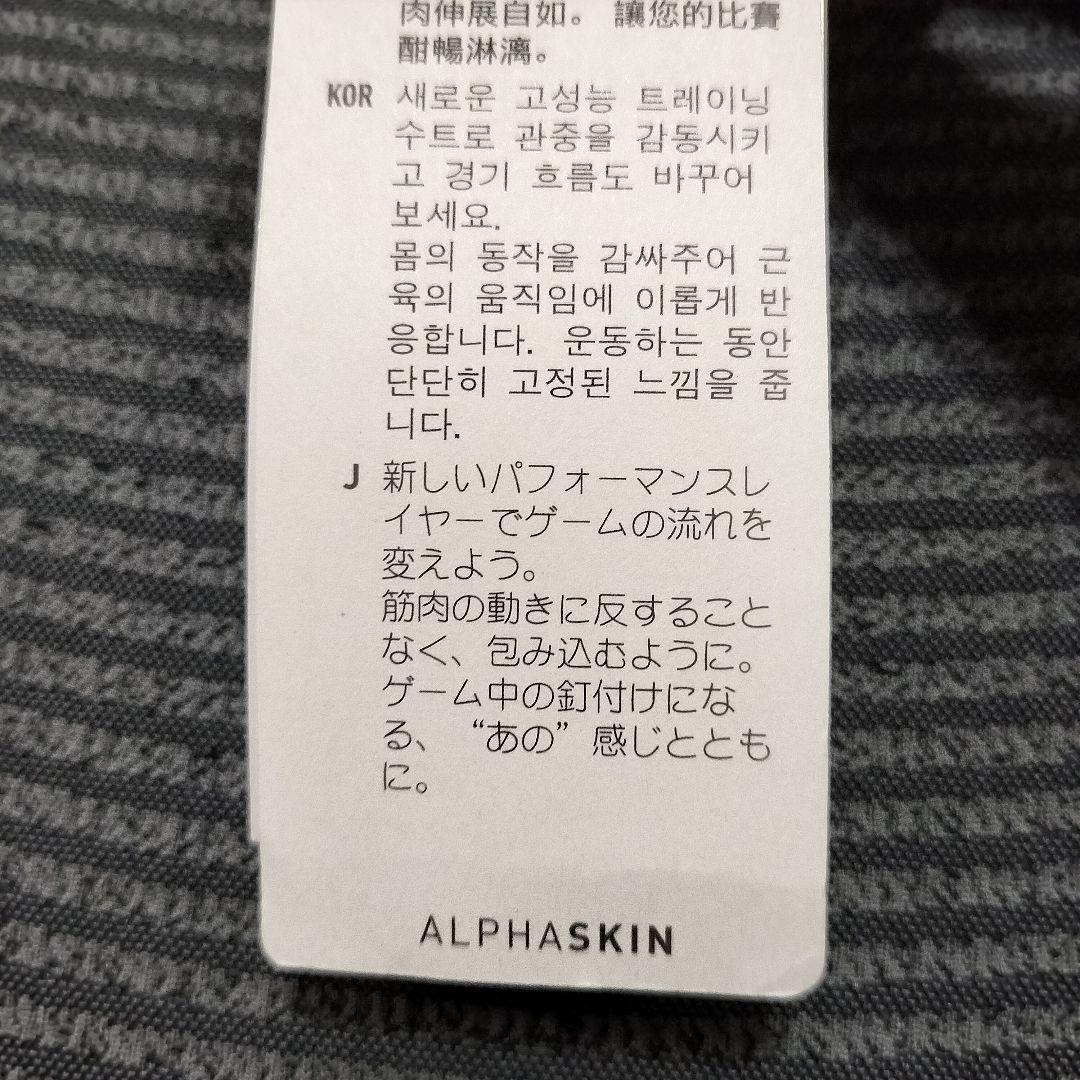 肉伸展自如。 讓您的比賽
酣暢淋漓。
KOR 새로운 고성능 트레이닝
수트로 관중을 감동시키
고 경기 흐름도 바꾸어
보세요.
몸의 동작을 감싸주어 근
육의 움직임에 이롭게 반
응합니다. 운동하는 동안
단단히 고정된 느낌을 줍
니다.
J 新しいパフォーマンスレ
イヤーでゲームの流れを
変えよう。
筋肉の動きに反すること
なく、包み込むように。
ゲーム中の釘付けにな
る、 “あの” 感じととも
に。
ALPHASKIN